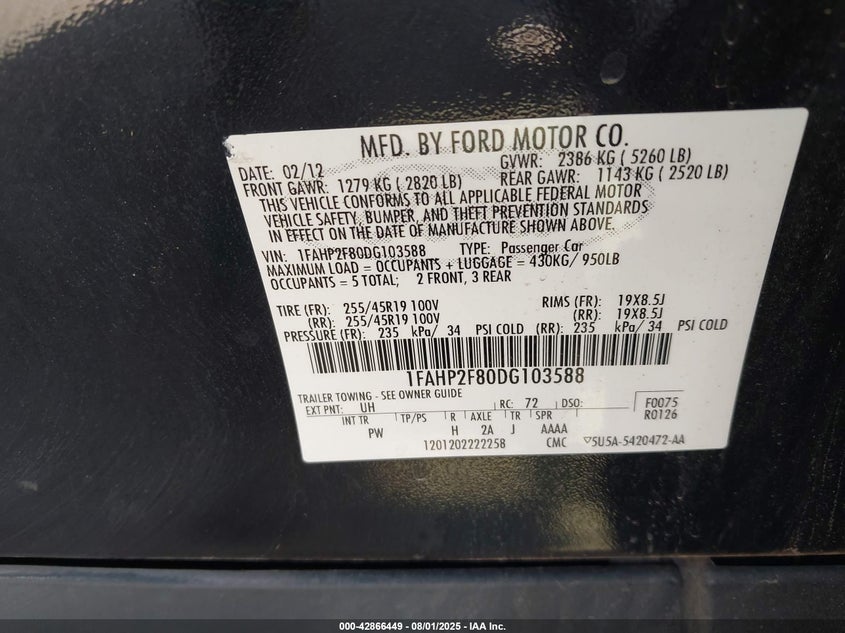 MFD. BY FORD MOTOR CO.
DATE: 02/12 GVWR: 2386 KG ( 5260 LB)
FRONT GAWR: 1279 KG ( 2820 LB) REAR GAWR: 1143 KG ( 2520 LB)
THIS VEHICLE CONFORMS TO ALL APPLICABLE FEDERAL MOTOR
VEHICLE SAFETY, BUMPER, AND THEFT PREVENTION STANDARDS
IN EFFECT ON THE DATE OF MANUFACTURE SHOWN ABOVE.
VIN: 1FAHP2F80DG103588 TYPE: Passenger Car
MAXIMUM LOAD = OCCUPANTS + LUGGAGE = 430KG/ 950LB
OCCUPANTS = 5 TOTAL; 2 FRONT, 3 REAR
TIRE (FR): 255/45R19 100V RIMS (FR): 19X8.5J
(RR): 255/45R19 100V (RR): 19X8.5J
PRESSURE (FR): 235 kPa/ 34 PSI COLD (RR): 235 kPa/ 34 PSI COLD
1FAHP2F80DG103588
TRAILER TOWING - SEE OWNER GUIDE
EXT PNT: UH RC: 72 DSO: F0075
INT TR TP/PS R AXLE TR SPR R0126
PW H 2A J AAAA
1201202222258 CMC ▽5U5A-5420472-AA
000-42866449 - 08/01/2025 - IAA Inc.